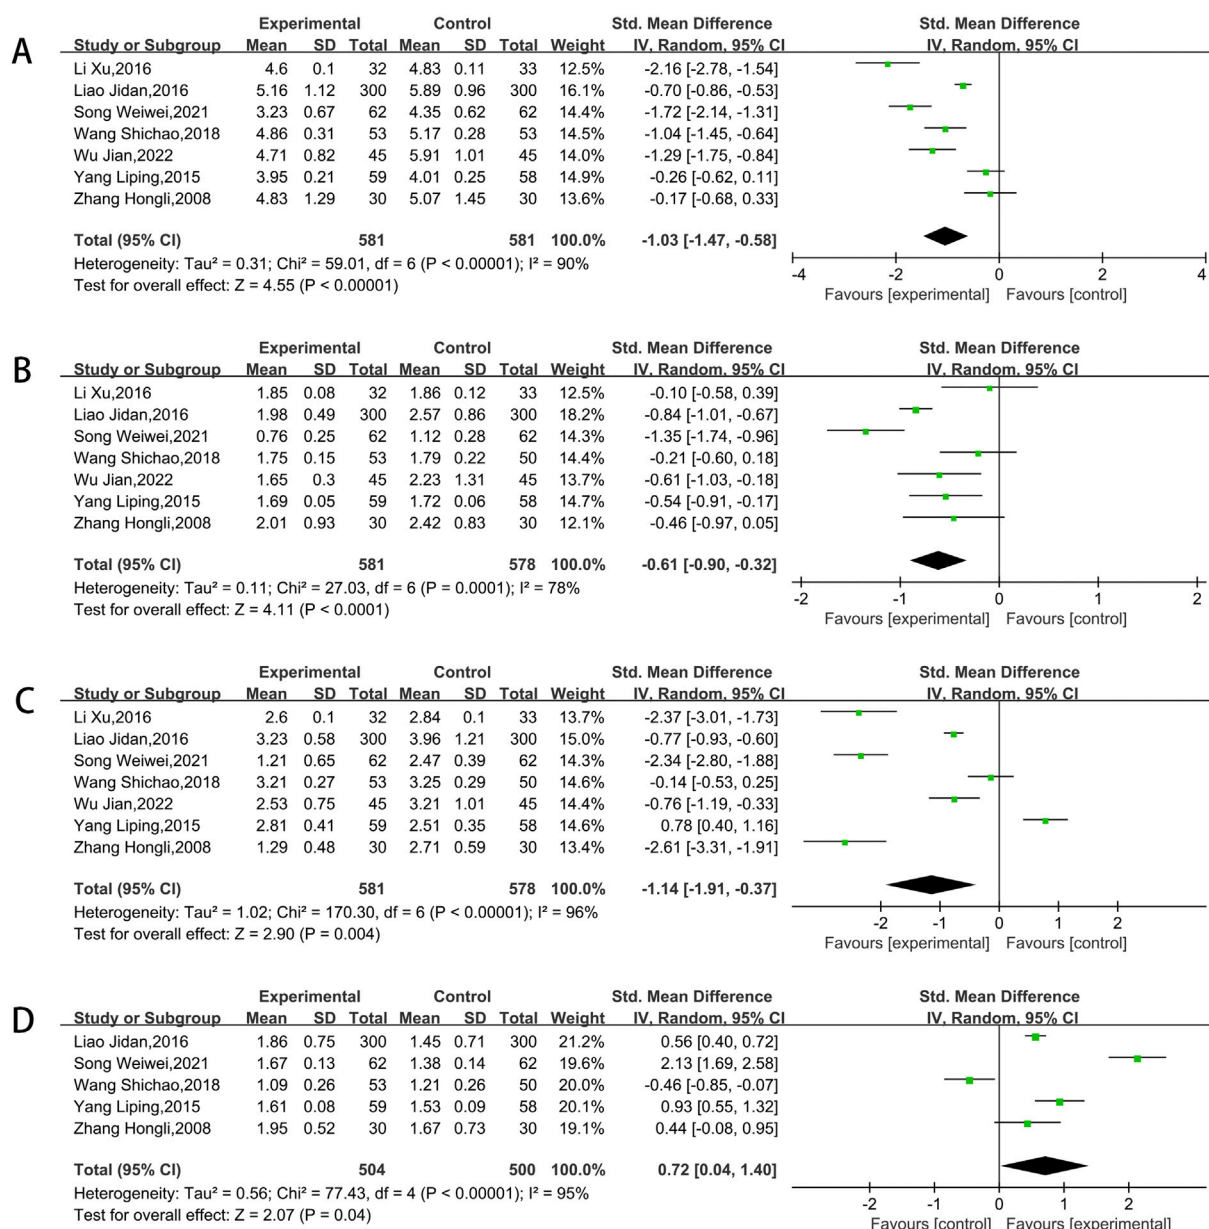 A
Experimental Control Std. Mean Difference Std. Mean Difference
Study or Subgroup Mean SD Total Mean SD Total Weight IV, Random, 95% CI IV, Random, 95% CI
Li Xu,2016 4.6 0.1 32 4.83 0.11 33 12.5% -2.16 [-2.78, -1.54]
Liao Jidan,2016 5.16 1.12 300 5.89 0.96 300 16.1% -0.70 [-0.86, -0.53]
Song Weiwei,2021 3.23 0.67 62 4.35 0.62 62 14.4% -1.72 [-2.14, -1.31]
Wang Shichao,2018 4.86 0.31 53 5.17 0.28 53 14.5% -1.04 [-1.45, -0.64]
Wu Jian,2022 4.71 0.82 45 5.91 1.01 45 14.0% -1.29 [-1.75, -0.84]
Yang Liping,2015 3.95 0.21 59 4.01 0.25 58 14.9% -0.26 [-0.62, 0.11]
Zhang Hongli,2008 4.83 1.29 30 5.07 1.45 30 13.6% -0.17 [-0.68, 0.33]
Total (95% CI) 581 581 100.0% -1.03 [-1.47, -0.58]
Heterogeneity: Tau² = 0.31; Chi² = 59.01, df = 6 (P < 0.00001); I² = 90%
Test for overall effect: Z = 4.55 (P < 0.00001)
-4 -2 0 2 4
Favours [experimental] Favours [control]
B
Experimental Control Std. Mean Difference Std. Mean Difference
Study or Subgroup Mean SD Total Mean SD Total Weight IV, Random, 95% CI IV, Random, 95% CI
Li Xu,2016 1.85 0.08 32 1.86 0.12 33 12.5% -0.10 [-0.58, 0.39]
Liao Jidan,2016 1.98 0.49 300 2.57 0.86 300 18.2% -0.84 [-1.01, -0.67]
Song Weiwei,2021 0.76 0.25 62 1.12 0.28 62 14.3% -1.35 [-1.74, -0.96]
Wang Shichao,2018 1.75 0.15 53 1.79 0.22 50 14.4% -0.21 [-0.60, 0.18]
Wu Jian,2022 1.65 0.3 45 2.23 1.31 45 13.7% -0.61 [-1.03, -0.18]
Yang Liping,2015 1.69 0.05 59 1.72 0.06 58 14.7% -0.54 [-0.91, -0.17]
Zhang Hongli,2008 2.01 0.93 30 2.42 0.83 30 12.1% -0.46 [-0.97, 0.05]
Total (95% CI) 581 578 100.0% -0.61 [-0.90, -0.32]
Heterogeneity: Tau² = 0.11; Chi² = 27.03, df = 6 (P = 0.0001); I² = 78%
Test for overall effect: Z = 4.11 (P < 0.0001)
-2 -1 0 1 2
Favours [experimental] Favours [control]
C
Experimental Control Std. Mean Difference Std. Mean Difference
Study or Subgroup Mean SD Total Mean SD Total Weight IV, Random, 95% CI IV, Random, 95% CI
Li Xu,2016 2.6 0.1 32 2.84 0.1 33 13.7% -2.37 [-3.01, -1.73]
Liao Jidan,2016 3.23 0.58 300 3.96 1.21 300 15.0% -0.77 [-0.93, -0.60]
Song Weiwei,2021 1.21 0.65 62 2.47 0.39 62 14.3% -2.34 [-2.80, -1.88]
Wang Shichao,2018 3.21 0.27 53 3.25 0.29 50 14.6% -0.14 [-0.53, 0.25]
Wu Jian,2022 2.53 0.75 45 3.21 1.01 45 14.4% -0.76 [-1.19, -0.33]
Yang Liping,2015 2.81 0.41 59 2.51 0.35 58 14.6% 0.78 [0.40, 1.16]
Zhang Hongli,2008 1.29 0.48 30 2.71 0.59 30 13.4% -2.61 [-3.31, -1.91]
Total (95% CI) 581 578 100.0% -1.14 [-1.91, -0.37]
Heterogeneity: Tau² = 1.02; Chi² = 170.30, df = 6 (P < 0.00001); I² = 96%
Test for overall effect: Z = 2.90 (P = 0.004)
-2 -1 0 1 2
Favours [experimental] Favours [control]
D
Experimental Control Std. Mean Difference Std. Mean Difference
Study or Subgroup Mean SD Total Mean SD Total Weight IV, Random, 95% CI IV, Random, 95% CI
Liao Jidan,2016 1.86 0.75 300 1.45 0.71 300 21.2% 0.56 [0.40, 0.72]
Song Weiwei,2021 1.67 0.13 62 1.38 0.14 62 19.6% 2.13 [1.69, 2.58]
Wang Shichao,2018 1.09 0.26 53 1.21 0.26 50 20.0% -0.46 [-0.85, -0.07]
Yang Liping,2015 1.61 0.08 59 1.53 0.09 58 20.1% 0.93 [0.55, 1.32]
Zhang Hongli,2008 1.95 0.52 30 1.67 0.73 30 19.1% 0.44 [-0.08, 0.95]
Total (95% CI) 504 500 100.0% 0.72 [0.04, 1.40]
Heterogeneity: Tau² = 0.56; Chi² = 77.43, df = 4 (P < 0.00001); I² = 95%
Test for overall effect: Z = 2.07 (P = 0.04)
-2 -1 0 1 2
Favours [control] Favours [experimental]